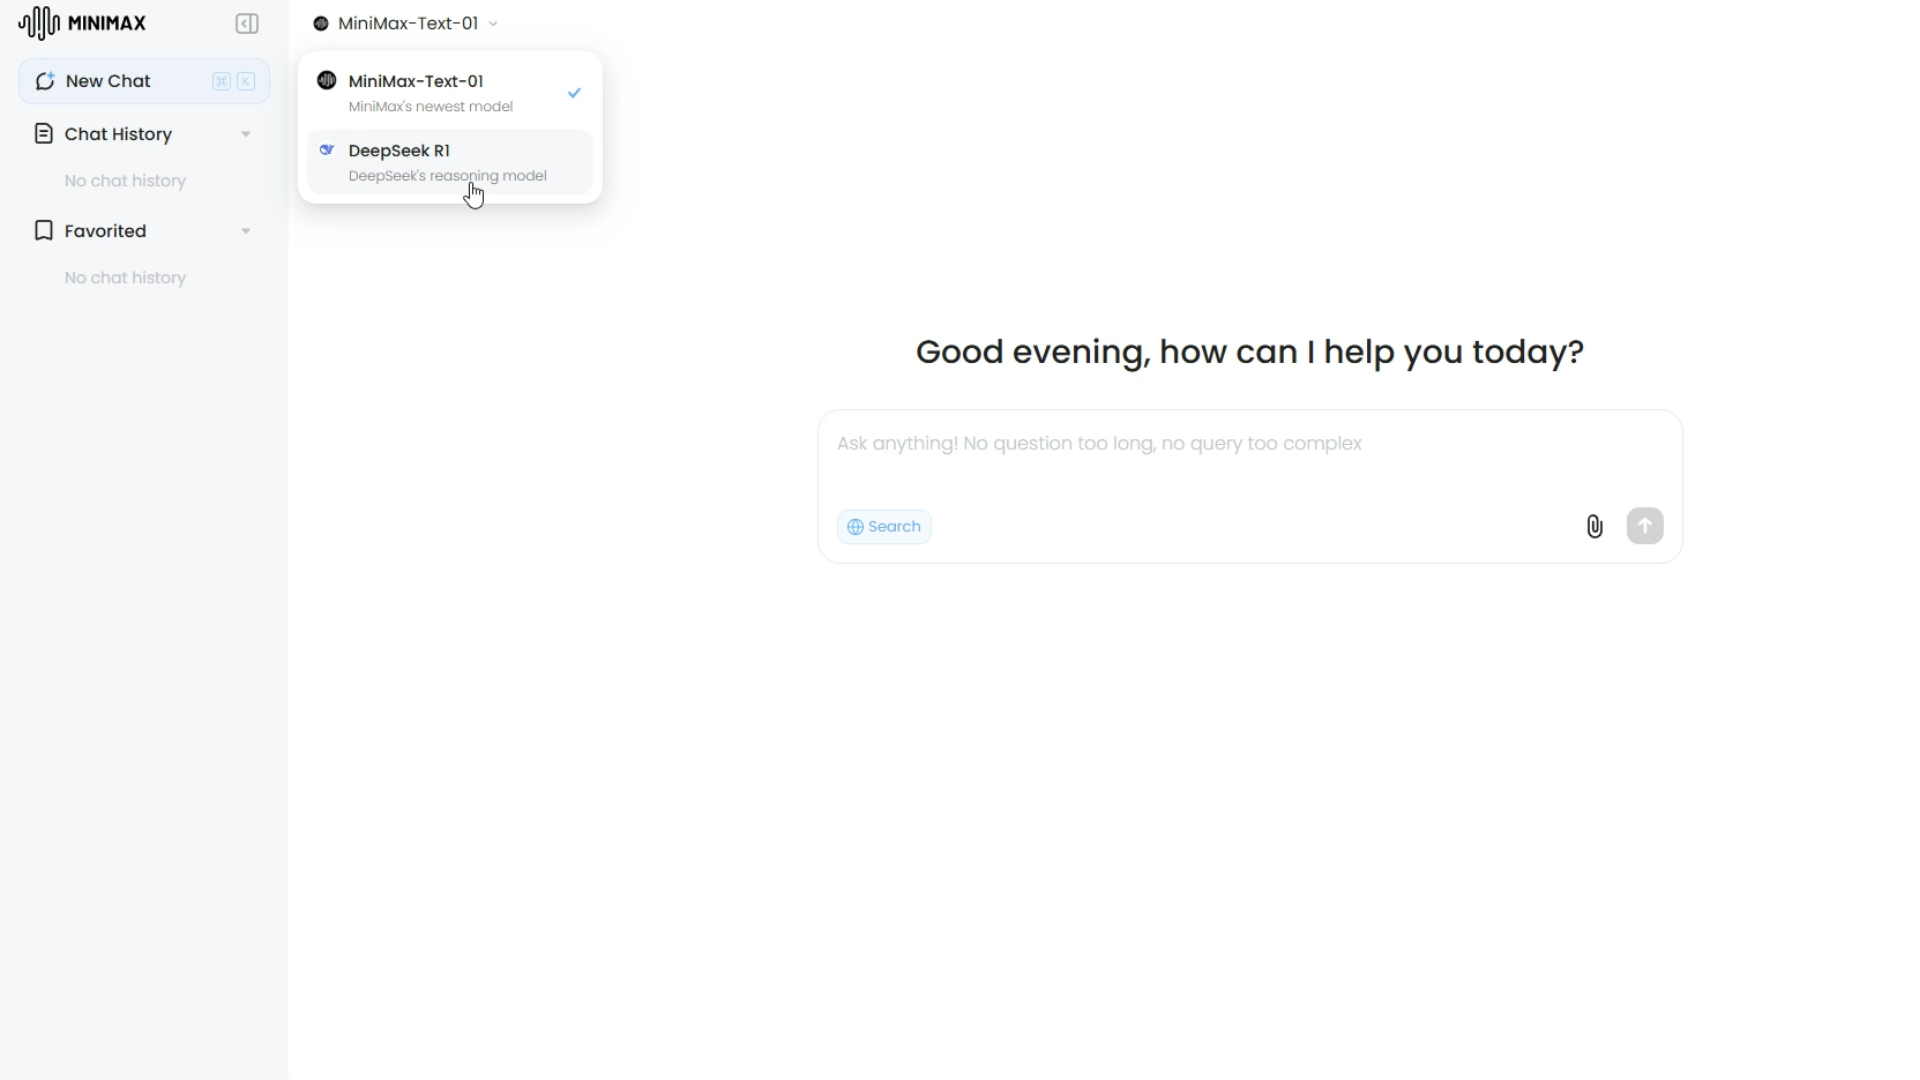 MINIMAX
New Chat ⌘ K
Chat History
No chat history
Favorited
No chat history
MiniMax-Text-01
MiniMax-Text-01
MiniMax's newest model
DeepSeek R1
DeepSeek's reasoning model
Good evening, how can I help you today?
Ask anything! No question too long, no query too complex
Search